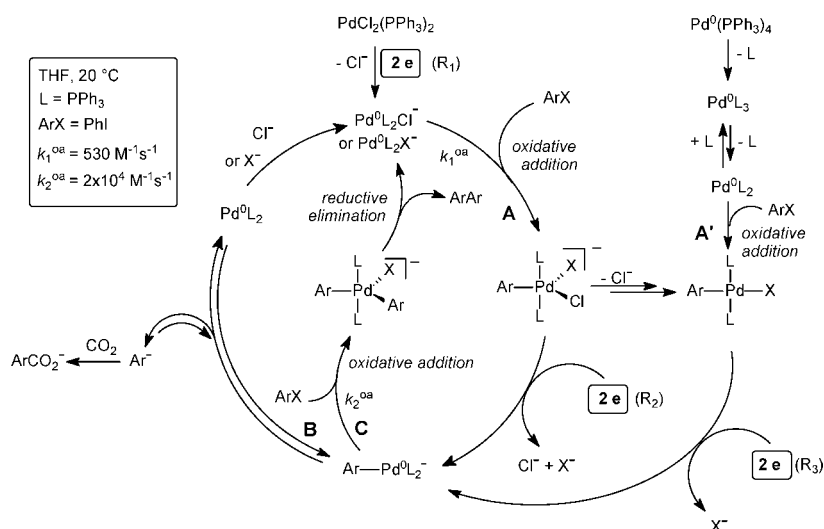 PdCl₂(PPh₃)₂
- Cl⁻ 2 e (R₁)
Pd⁰L₂Cl⁻
or Pd⁰L₂X⁻
THF, 20 °C
L = PPh₃
ArX = PhI
k₁ᵒᵃ = 530 M⁻¹s⁻¹
k₂ᵒᵃ = 2x10⁴ M⁻¹s⁻¹
Cl⁻
or X⁻
Pd⁰L₂
k₁ᵒᵃ
ArX
oxidative
addition
A
reductive
elimination
ArAr
L
X
Ar—Pd
Ar
L
⁻
L
X
Ar—Pd
Cl
L
⁻
- Cl⁻
Pd⁰(PPh₃)₄
- L
Pd⁰L₃
+ L - L
Pd⁰L₂
ArX
A'
oxidative
addition
L
Ar—Pd—X
L
ArCO₂⁻
CO₂
Ar⁻
B
ArX
oxidative addition
k₂ᵒᵃ
C
Ar—Pd⁰L₂⁻
2 e (R₂)
Cl⁻ + X⁻
2 e (R₃)
X⁻